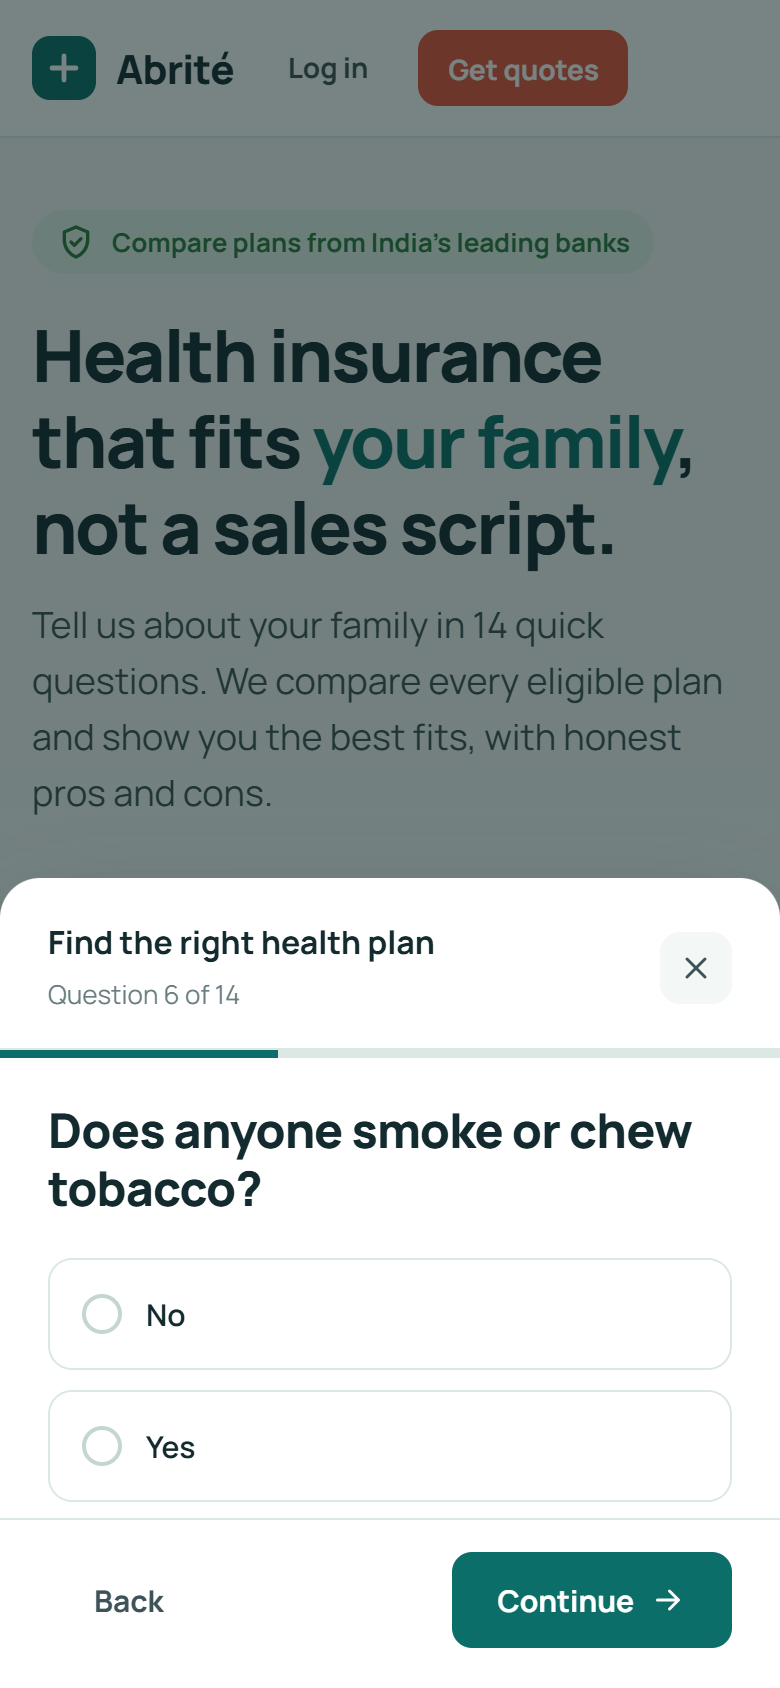 Abrité
Log in
Get quotes
Compare plans from India's leading banks
Health insurance
that fits your family,
not a sales script.
Tell us about your family in 14 quick
questions. We compare every eligible plan
and show you the best fits, with honest
pros and cons.
Find the right health plan
Question 6 of 14
Does anyone smoke or chew
tobacco?
No
Yes
Back
Continue →